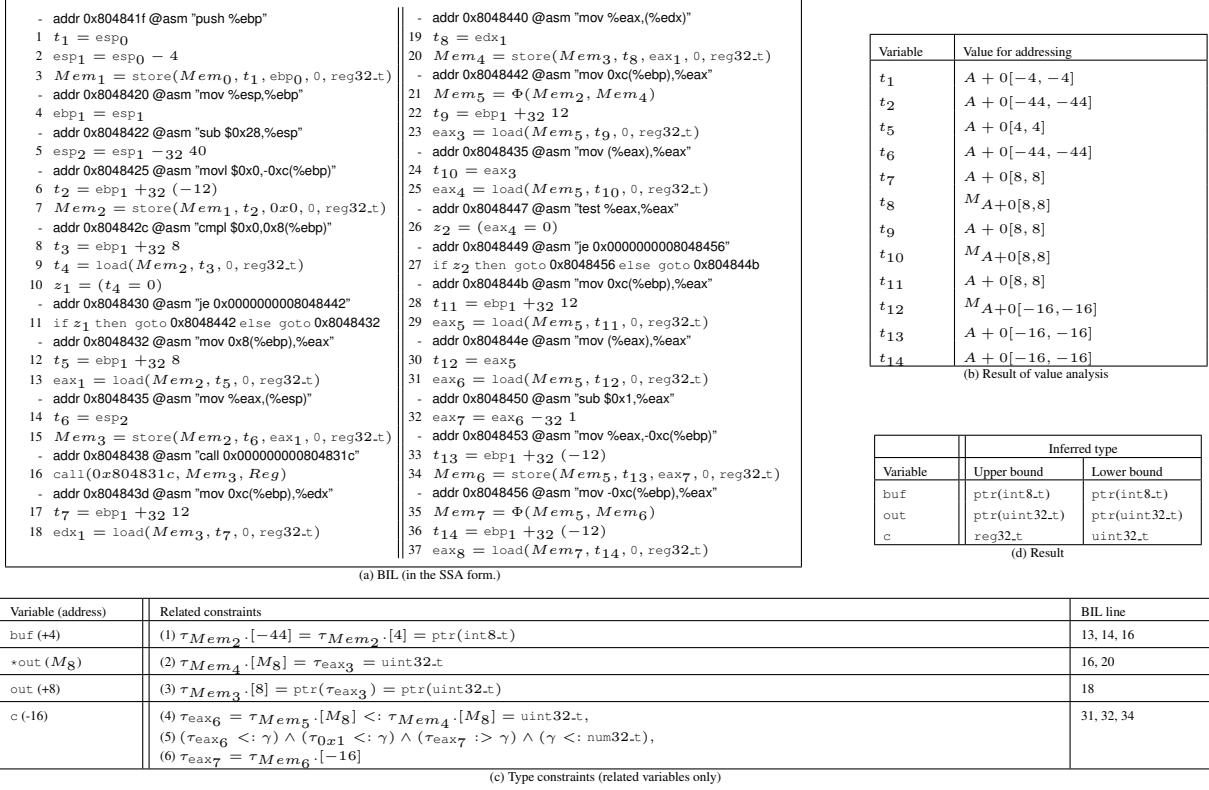 - addr 0x804841f @asm "push %ebp"
1 t1 = esp0
2 esp1 = esp0 − 4
3 Mem1 = store(Mem0, t1, ebp0, 0, reg32_t)
- addr 0x8048420 @asm "mov %esp,%ebp"
4 ebp1 = esp1
- addr 0x8048422 @asm "sub $0x28,%esp"
5 esp2 = esp1 −32 40
- addr 0x8048425 @asm "movl $0x0,-0xc(%ebp)"
6 t2 = ebp1 +32 (−12)
7 Mem2 = store(Mem1, t2, 0x0, 0, reg32_t)
- addr 0x804842c @asm "cmpl $0x0,0x8(%ebp)"
8 t3 = ebp1 +32 8
9 t4 = load(Mem2, t3, 0, reg32_t)
10 z1 = (t4 = 0)
- addr 0x8048430 @asm "je 0x0000000008048442"
11 if z1 then goto 0x8048442 else goto 0x8048432
- addr 0x8048432 @asm "mov 0x8(%ebp),%eax"
12 t5 = ebp1 +32 8
13 eax1 = load(Mem2, t5, 0, reg32_t)
- addr 0x8048435 @asm "mov %eax,(%esp)"
14 t6 = esp2
15 Mem3 = store(Mem2, t6, eax1, 0, reg32_t)
- addr 0x8048438 @asm "call 0x000000000804831c"
16 call(0x804831c, Mem3, Reg)
- addr 0x804843d @asm "mov 0xc(%ebp),%edx"
17 t7 = ebp1 +32 12
18 edx1 = load(Mem3, t7, 0, reg32_t)
- addr 0x8048440 @asm "mov %eax,(%edx)"
19 t8 = edx1
20 Mem4 = store(Mem3, t8, eax1, 0, reg32_t)
- addr 0x8048442 @asm "mov 0xc(%ebp),%eax"
21 Mem5 = Φ(Mem2, Mem4)
22 t9 = ebp1 +32 12
23 eax3 = load(Mem5, t9, 0, reg32_t)
- addr 0x8048435 @asm "mov (%eax),%eax"
24 t10 = eax3
25 eax4 = load(Mem5, t10, 0, reg32_t)
- addr 0x8048447 @asm "test %eax,%eax"
26 z2 = (eax4 = 0)
- addr 0x8048449 @asm "je 0x0000000008048456"
27 if z2 then goto 0x8048456 else goto 0x804844b
- addr 0x804844b @asm "mov 0xc(%ebp),%eax"
28 t11 = ebp1 +32 12
29 eax5 = load(Mem5, t11, 0, reg32_t)
- addr 0x804844e @asm "mov (%eax),%eax"
30 t12 = eax5
31 eax6 = load(Mem5, t12, 0, reg32_t)
- addr 0x8048450 @asm "sub $0x1,%eax"
32 eax7 = eax6 −32 1
- addr 0x8048453 @asm "mov %eax,-0xc(%ebp)"
33 t13 = ebp1 +32 (−12)
34 Mem6 = store(Mem5, t13, eax7, 0, reg32_t)
- addr 0x8048456 @asm "mov -0xc(%ebp),%eax"
35 Mem7 = Φ(Mem5, Mem6)
36 t14 = ebp1 +32 (−12)
37 eax8 = load(Mem7, t14, 0, reg32_t)
(a) BIL (in the SSA form.)
Variable Value for addressing
t1 A + 0[−4, −4]
t2 A + 0[−44, −44]
t5 A + 0[4, 4]
t6 A + 0[−44, −44]
t7 A + 0[8, 8]
t8 MA+0[8,8]
t9 A + 0[8, 8]
t10 MA+0[8,8]
t11 A + 0[8, 8]
t12 MA+0[−16,−16]
t13 A + 0[−16, −16]
t14 A + 0[−16, −16]
(b) Result of value analysis
Inferred type
Variable Upper bound Lower bound
buf ptr(int8_t) ptr(int8_t)
out ptr(uint32_t) ptr(uint32_t)
c reg32_t uint32_t
(d) Result
Variable (address) Related constraints BIL line
buf (+4) (1) τMem2.[−44] = τMem2.[4] = ptr(int8_t) 13, 14, 16
*out (M8) (2) τMem4.[M8] = τeax3 = uint32_t 16, 20
out (+8) (3) τMem3.[8] = ptr(τeax3) = ptr(uint32_t) 18
c (-16) (4) τeax6 = τMem5.[M8] <: τMem4.[M8] = uint32_t, 31, 32, 34
(5) (τeax6 <: γ) ∧ (τ0x1 <: γ) ∧ (τeax7 :> γ) ∧ (γ <: num32_t),
(6) τeax7 = τMem6.[−16]
(c) Type constraints (related variables only)